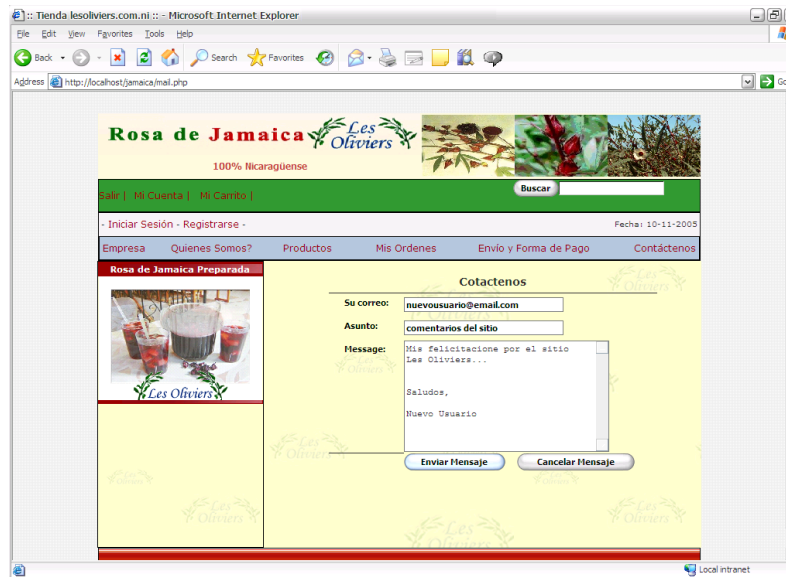 :: Tienda lesoliviers.com.ni :: - Microsoft Internet Explorer
File Edit View Favorites Tools Help
Back Search Favorites
Address http://localhost/jamaica/mail.php Go
Rosa de Jamaica Les Oliviers
100% Nicaragüense
Buscar
Salir | Mi Cuenta | Mi Carrito |
- Iniciar Sesión - Registrarse - Fecha: 10-11-2005
Empresa Quienes Somos? Productos Mis Ordenes Envío y Forma de Pago Contáctenos
Rosa de Jamaica Preparada
Les Oliviers
Cotactenos
Su correo: nuevousuario@email.com
Asunto: comentarios del sitio
Message: Mis felicitacione por el sitio
Les Oliviers...
Saludos,
Nuevo Usuario
Enviar Mensaje Cancelar Mensaje
Local intranet